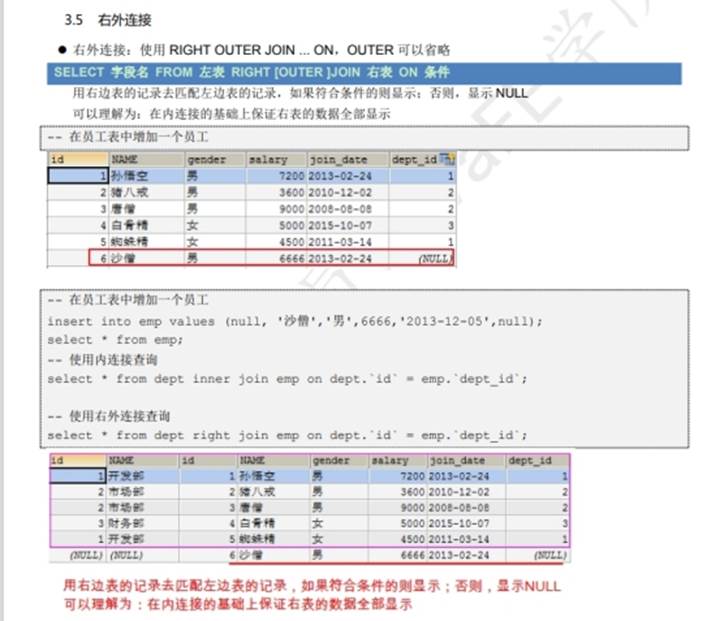 3.5 右外连接
● 右外连接：使用 RIGHT OUTER JOIN ... ON，OUTER 可以省略
SELECT 字段名 FROM 左表 RIGHT [OUTER ]JOIN 右表 ON 条件
用右边表的记录去匹配左边表的记录，如果符合条件的则显示；否则，显示 NULL
可以理解为：在内连接的基础上保证右表的数据全部显示
-- 在员工表中增加一个员工
id NAME gender salary join_date dept_id
1 孙悟空 男 7200 2013-02-24 1
2 猪八戒 男 3600 2010-12-02 2
3 唐僧 男 9000 2008-08-08 2
4 白骨精 女 5000 2015-10-07 3
5 蜘蛛精 女 4500 2011-03-14 1
6 沙僧 男 6666 2013-02-24 (NULL)
-- 在员工表中增加一个员工
insert into emp values (null, '沙僧','男',6666,'2013-12-05',null);
select * from emp;
-- 使用内连接查询
select * from dept inner join emp on dept.`id` = emp.`dept_id`;
-- 使用右外连接查询
select * from dept right join emp on dept.`id` = emp.`dept_id`;
id NAME id NAME gender salary join_date dept_id
1 开发部 1 孙悟空 男 7200 2013-02-24 1
2 市场部 2 猪八戒 男 3600 2010-12-02 2
2 市场部 3 唐僧 男 9000 2008-08-08 2
3 财务部 4 白骨精 女 5000 2015-10-07 3
1 开发部 5 蜘蛛精 女 4500 2011-03-14 1
(NULL) (NULL) 6 沙僧 男 6666 2013-02-24 (NULL)
用右边表的记录去匹配左边表的记录，如果符合条件的则显示；否则，显示NULL
可以理解为：在内连接的基础上保证右表的数据全部显示